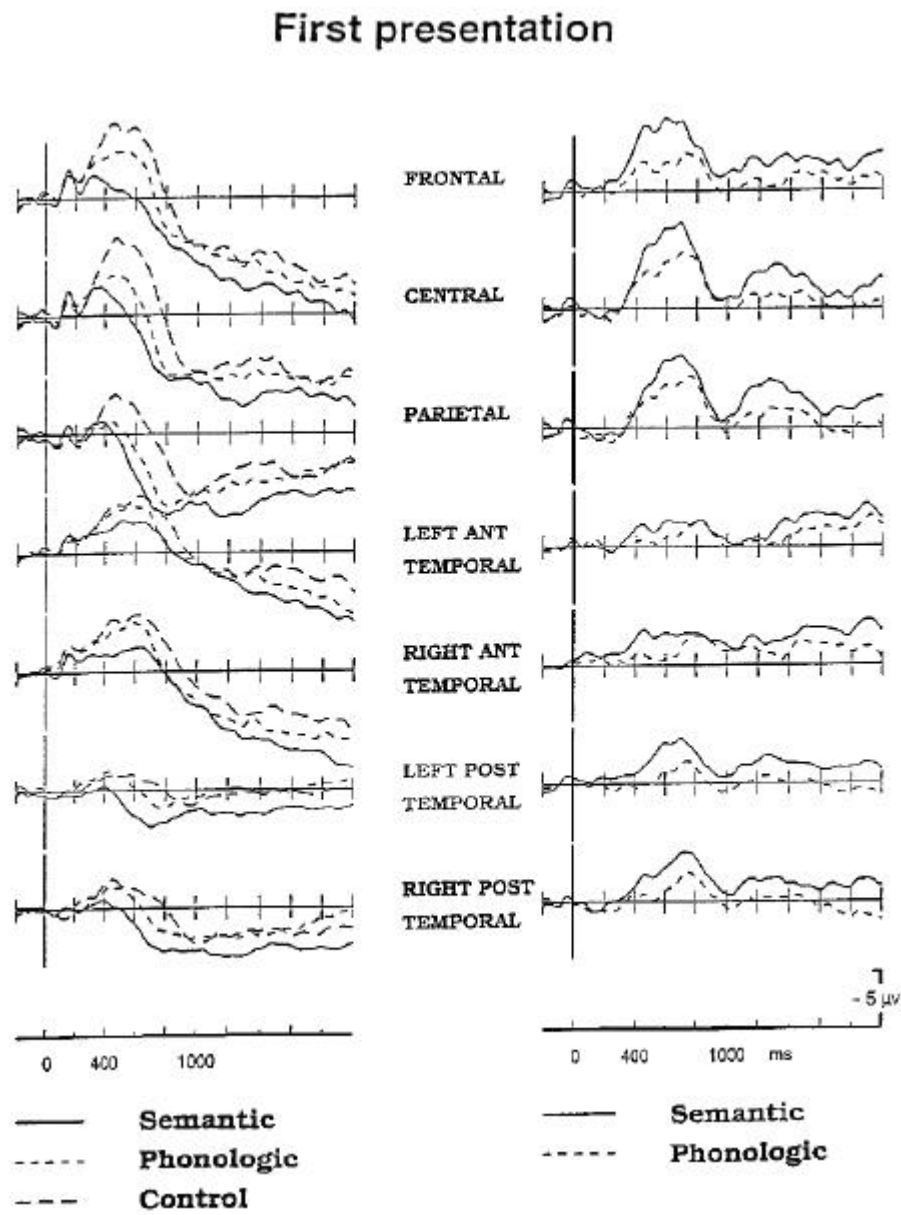 First presentation
FRONTAL
CENTRAL
PARIETAL
LEFT ANT
TEMPORAL
RIGHT ANT
TEMPORAL
LEFT POST
TEMPORAL
RIGHT POST
TEMPORAL
- 5 μv
0 400 1000
0 400 1000 ms
Semantic
Phonologic
Control
Semantic
Phonologic